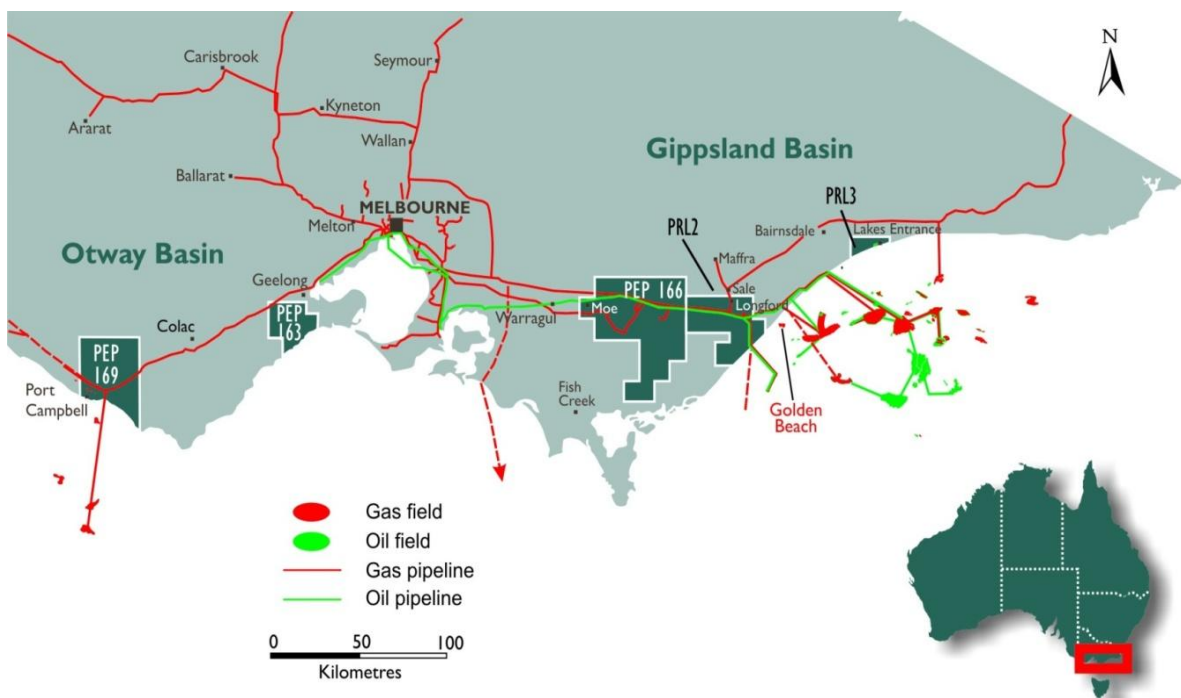 N
Carisbrook
Seymour
Kyneton
Ararat
Wallan
Gippsland Basin
Ballarat
PRL3
MELBOURNE
Melton
PRL2
Bairnsdale
Lakes Entrance
Otway Basin
Maffra
Geelong
Sale
PEP 166
Longford
PEP
163
Moe
Warragul
Colac
PEP
169
Port
Campbell
Fish
Creek
Golden
Beach
Gas field
Oil field
Gas pipeline
Oil pipeline
0 50 100
Kilometres